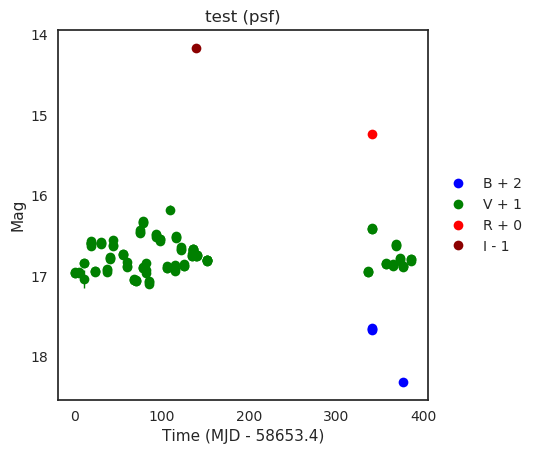 test (psf)
14
15
16
17
18
Mag
0
100
200
300
400
Time (MJD - 58653.4)
B + 2
V + 1
R + 0
I - 1